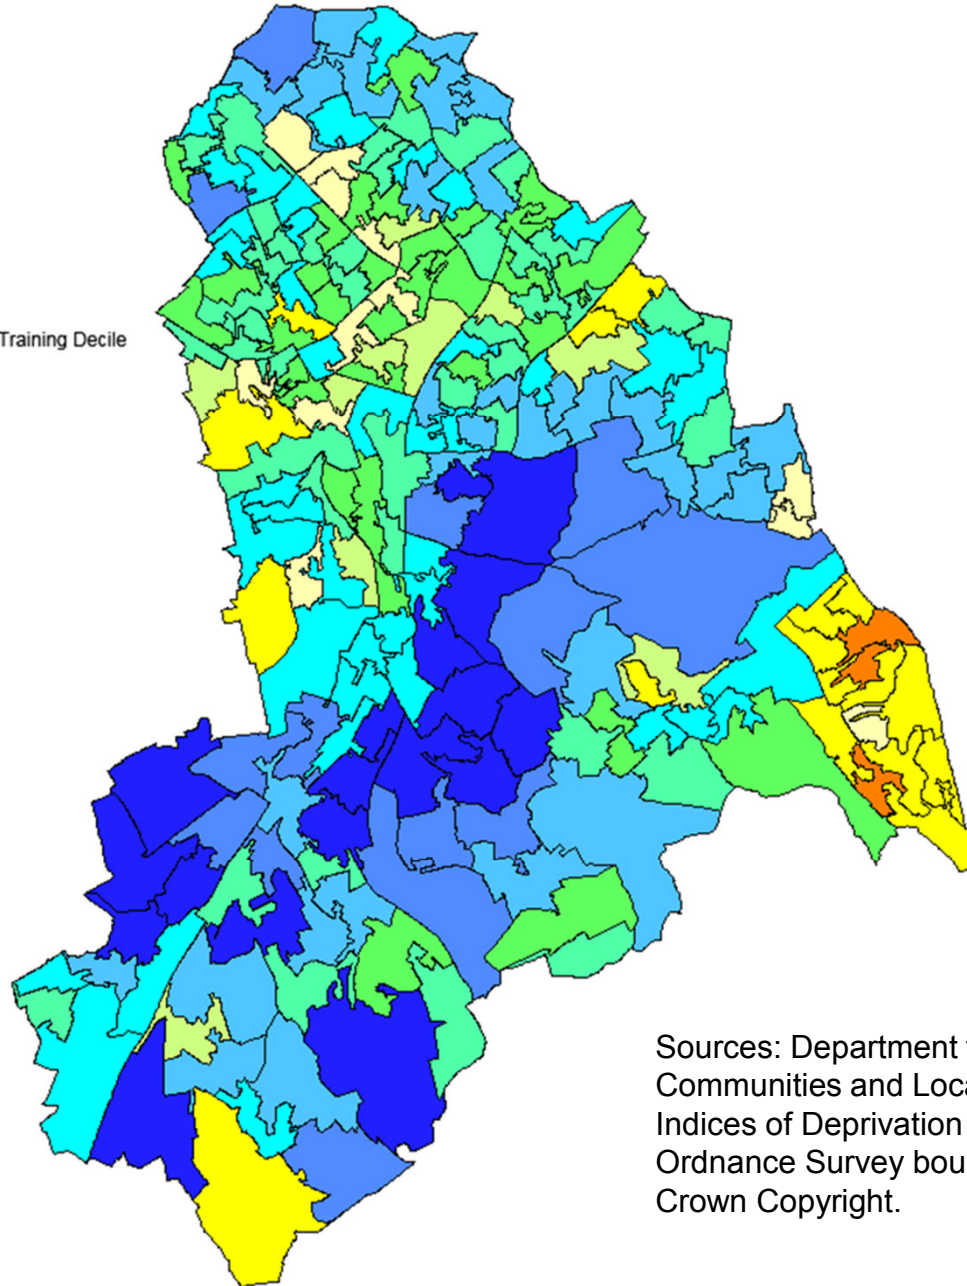 Training Decile
Sources: Department
Communities and Loca
Indices of Deprivation
Ordnance Survey bou
Crown Copyright.